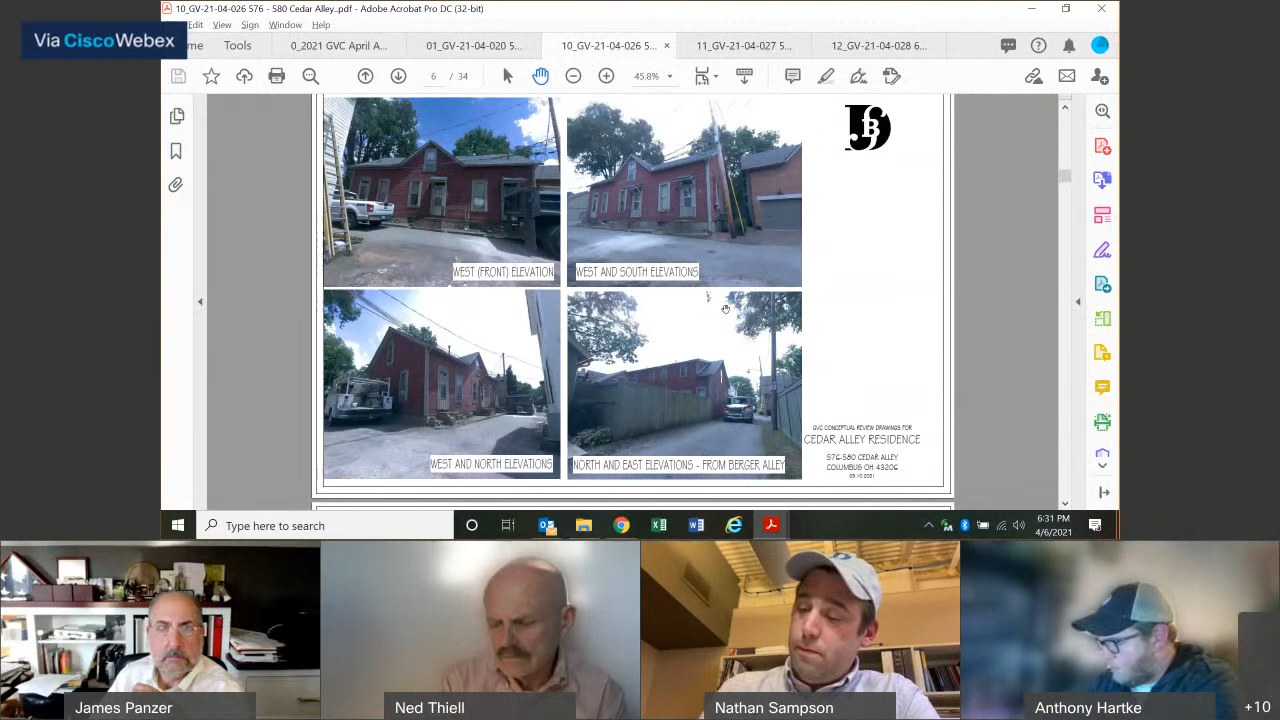 10_GV-21-04-026 576 - 580 Cedar Alley_.pdf - Adobe Acrobat Pro DC (32-bit)
Via CiscoWebex
Edit View Sign Window Help
me Tools 0_2021 GVC April A... 01_GV-21-04-020 5... 10_GV-21-04-026 5... × 11_GV-21-04-027 5... 12_GV-21-04-028 6...
6 / 34 45.8%
WEST (FRONT) ELEVATION
WEST AND SOUTH ELEVATIONS
WEST AND NORTH ELEVATIONS
NORTH AND EAST ELEVATIONS - FROM BERGER ALLEY
GVC CONCEPTUAL REVIEW DRAWINGS FOR
CEDAR ALLEY RESIDENCE
576-580 CEDAR ALLEY
COLUMBUS OH 43206
Type here to search
6:31 PM
4/6/2021
James Panzer
Ned Thiell
Nathan Sampson
Anthony Hartke
+10